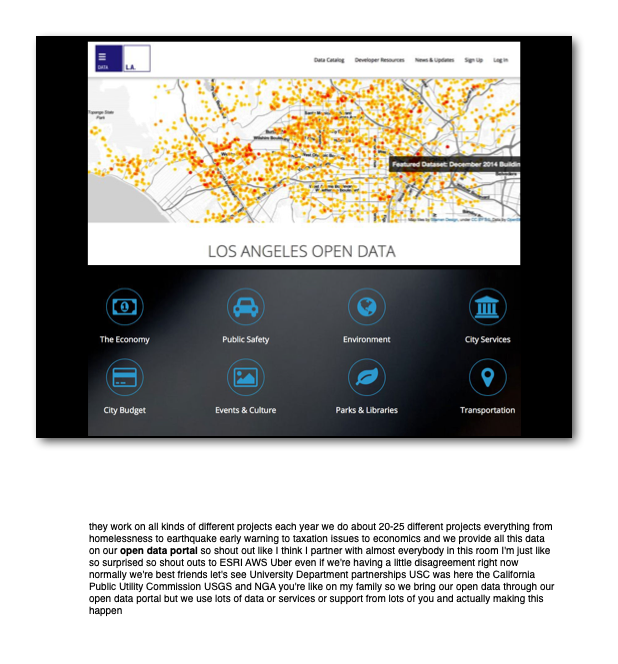 DATA
L.A.
Data Catalog Developer Resources News & Updates Sign Up Log In
Topanga State
Park
Featured Dataset: December 2014 Buildin
LOS ANGELES OPEN DATA
The Economy Public Safety Environment City Services
City Budget Events & Culture Parks & Libraries Transportation
they work on all kinds of different projects each year we do about 20-25 different projects everything from
homelessness to earthquake early warning to taxation issues to economics and we provide all this data
on our open data portal so shout out like I think I partner with almost everybody in this room I'm just like
so surprised so shout outs to ESRI AWS Uber even if we're having a little disagreement right now
normally we're best friends let's see University Department partnerships USC was here the California
Public Utility Commission USGS and NGA you're like on my family so we bring our open data through our
open data portal but we use lots of data or services or support from lots of you and actually making this
happen